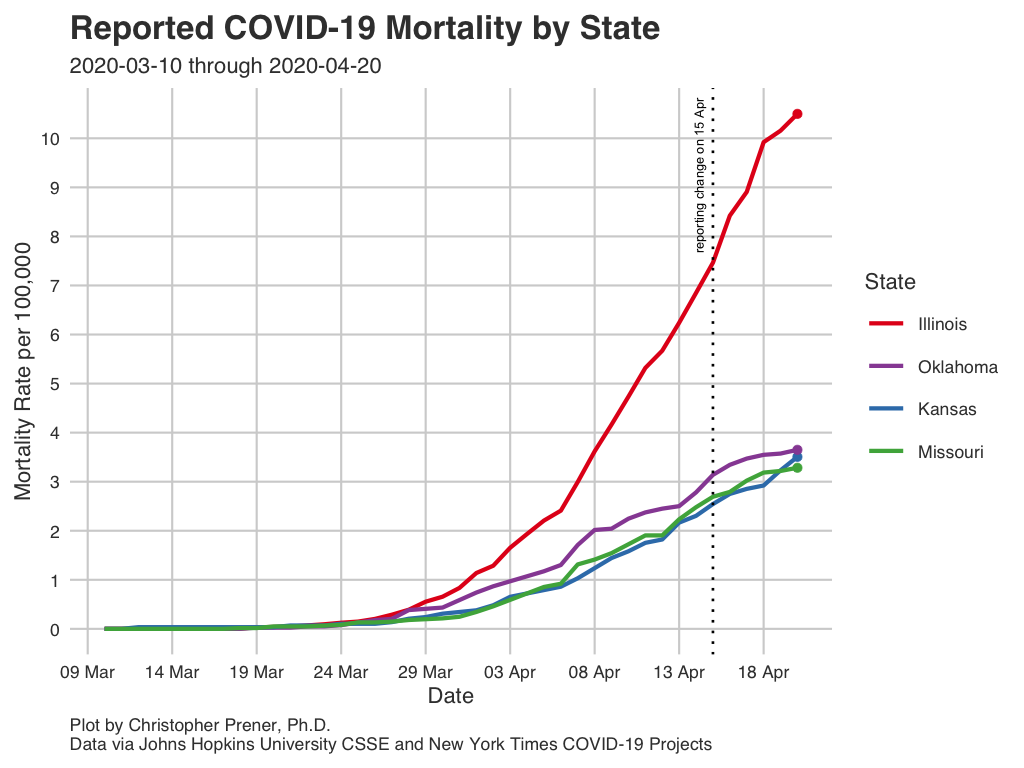 Reported COVID-19 Mortality by State
2020-03-10 through 2020-04-20
Mortality Rate per 100,000
10
9
8
7
6
5
4
3
2
1
0
reporting change on 15 Apr
State
Illinois
Oklahoma
Kansas
Missouri
09 Mar 14 Mar 19 Mar 24 Mar 29 Mar 03 Apr 08 Apr 13 Apr 18 Apr
Date
Plot by Christopher Prener, Ph.D.
Data via Johns Hopkins University CSSE and New York Times COVID-19 Projects